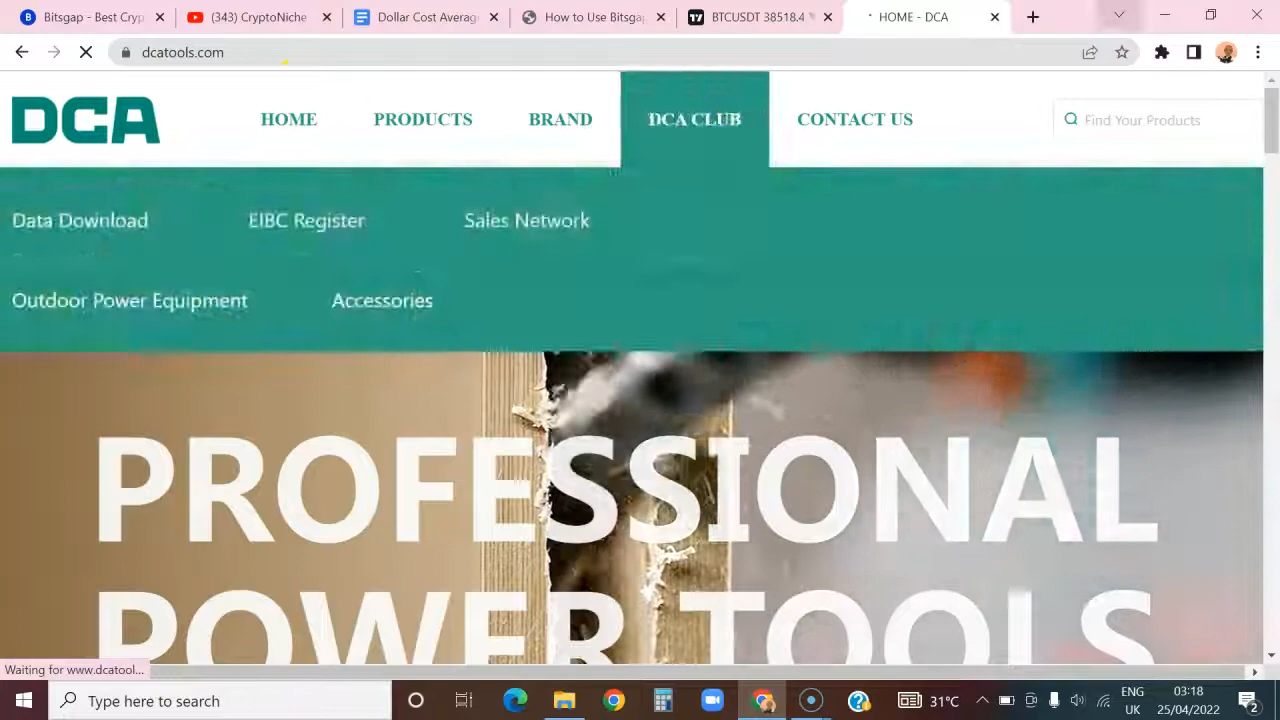 Bitsgap - Best Cryp
(343) CryptoNiche
Dollar Cost Averag
How to Use Bitsga
BTCUSDT 38518.4
HOME - DCA
dcatools.com
DCA
HOME
PRODUCTS
BRAND
DCA CLUB
CONTACT US
Find Your Products
Data Download
EIBC Register
Sales Network
Outdoor Power Equipment
Accessories
PROFESSIONAL
POWER TOOLS
Waiting for www.dcatool...
Type here to search
31°C
ENG
UK
03:18
25/04/2022
2